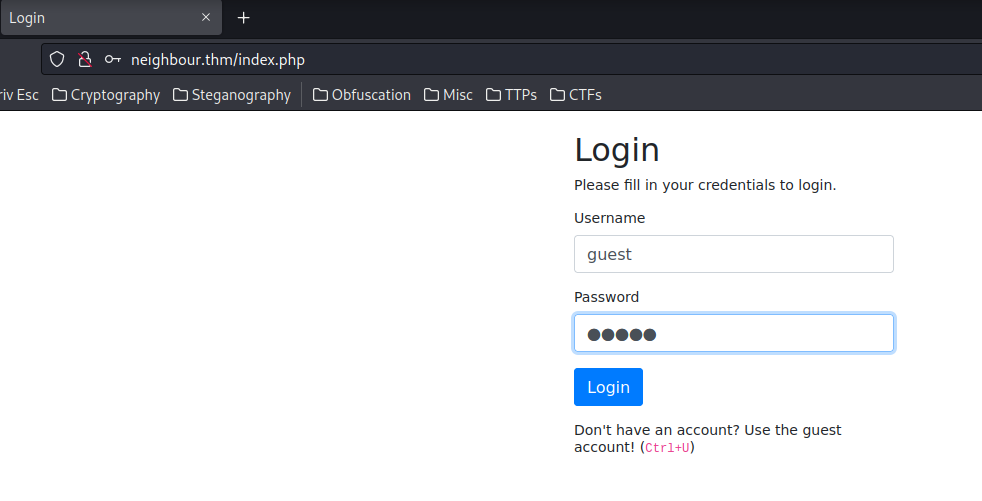 Login
neighbour.thm/index.php
riv Esc Cryptography Steganography Obfuscation Misc TTPs CTFs
Login
Please fill in your credentials to login.
Username
guest
Password
Login
Don't have an account? Use the guest
account! (Ctrl+U)